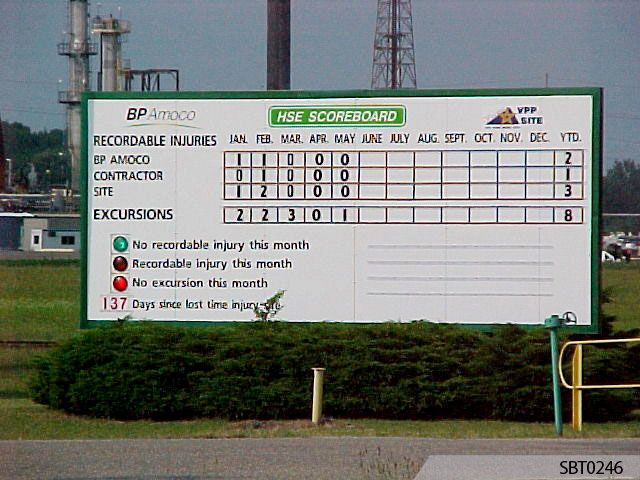 BP Amoco HSE SCOREBOARD VPP SITE
RECORDABLE INJURIES JAN. FEB. MAR. APR. MAY JUNE JULY AUG. SEPT. OCT. NOV. DEC. YTD.
BP AMOCO 1 1 0 0 0 2
CONTRACTOR 0 1 0 0 0 1
SITE 1 2 0 0 0 3
EXCURSIONS 2 2 3 0 1 8
No recordable injury this month
Recordable injury this month
No excursion this month
137 Days since lost time injury-site
SBT0246